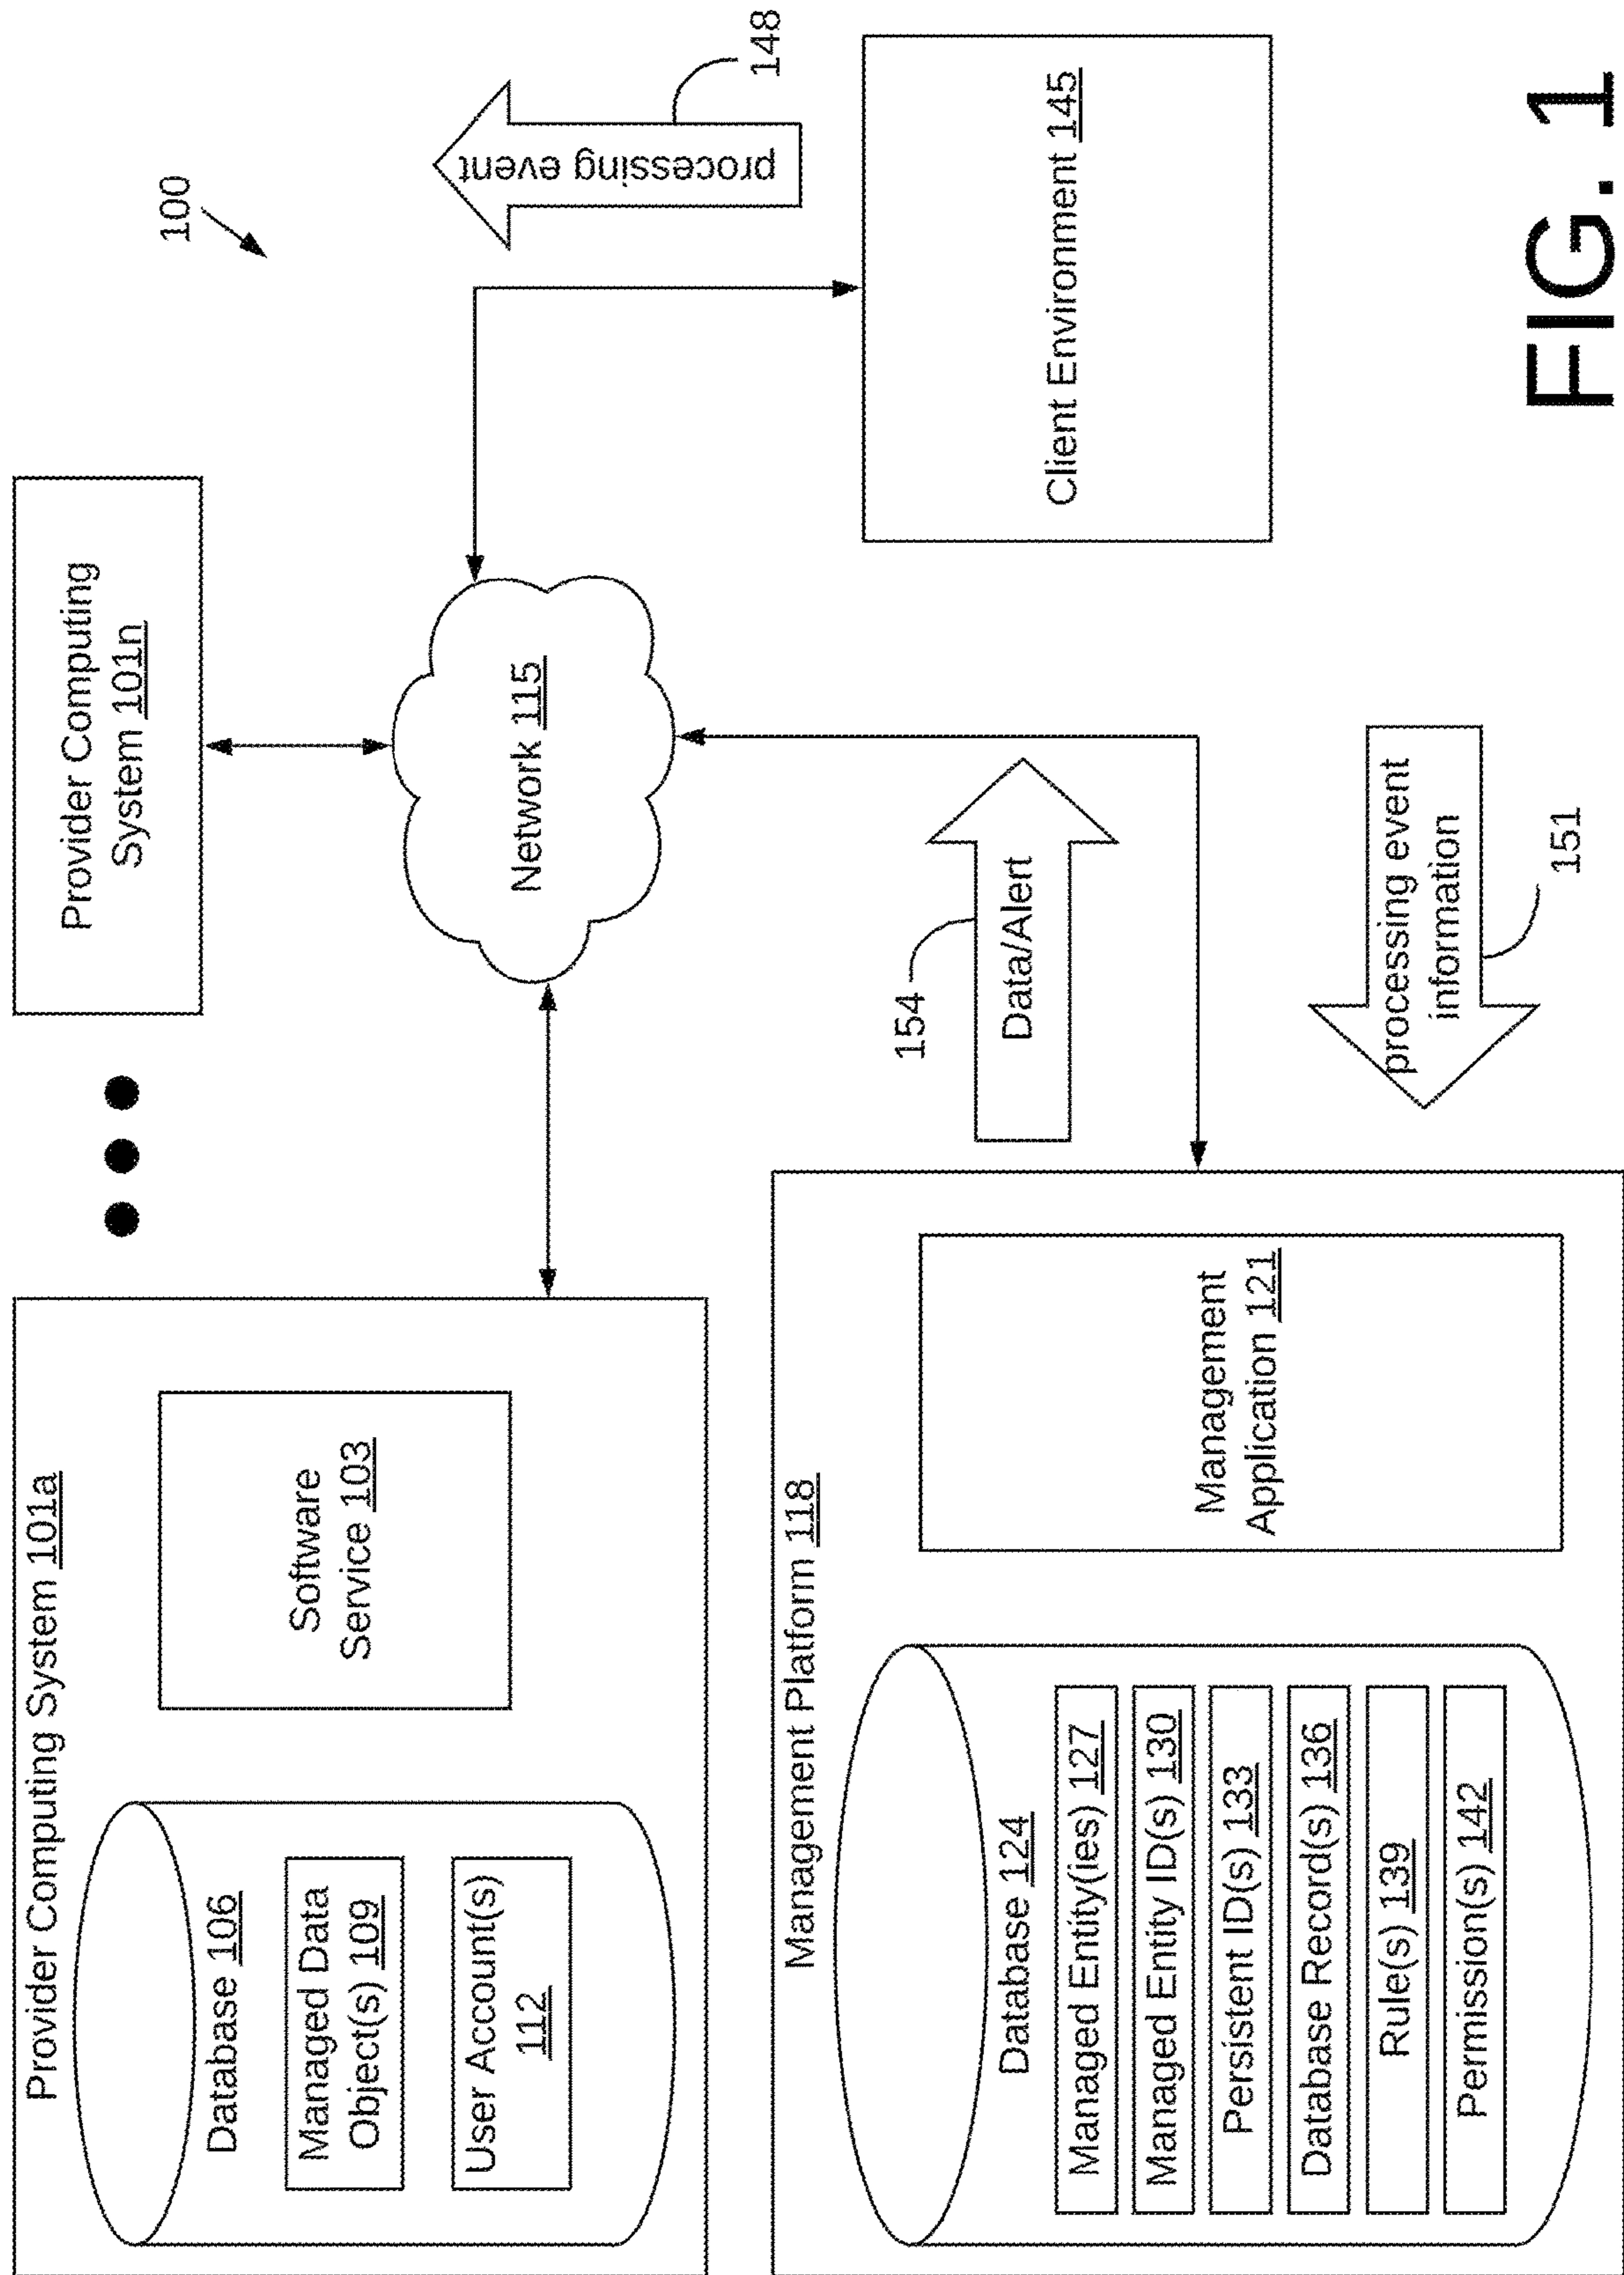 Provider Computing System 101a
Database 106
Managed Data
Object(s) 109
User Account(s)
112
Software
Service 103
Provider Computing
System 101n
100
Network 115
processing event
148
Client Environment 145
Management Platform 118
Database 124
Managed Entity(ies) 127
Managed Entity ID(s) 130
Persistent ID(s) 133
Database Record(s) 136
Rule(s) 139
Permission(s) 142
Management
Application 121
154
Data/Alert
processing event
information
151
FIG. 1